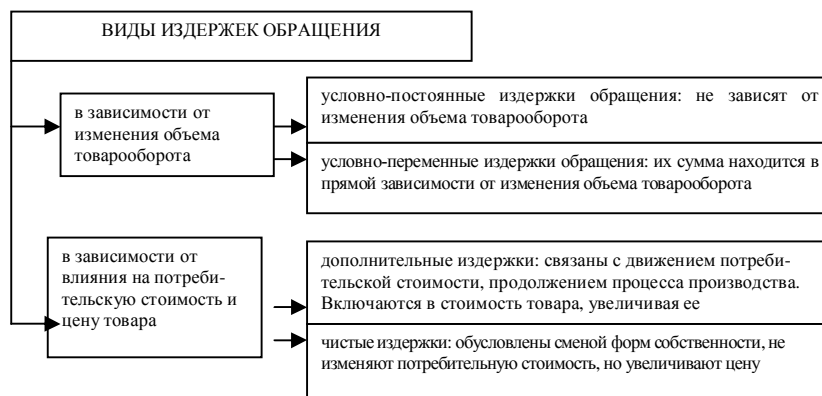 ВИДЫ ИЗДЕРЖЕК ОБРАЩЕНИЯ
в зависимости от
изменения объема
товарооборота
условно-постоянные издержки обращения: не зависят от
изменения объема товарооборота
условно-переменные издержки обращения: их сумма находится в
прямой зависимости от изменения объема товарооборота
в зависимости от
влияния на потреби-
тельскую стоимость и
цену товара
дополнительные издержки: связаны с движением потреби-
тельской стоимости, продолжением процесса производства.
Включаются в стоимость товара, увеличивая ее
чистые издержки: обусловлены сменой форм собственности, не
изменяют потребительную стоимость, но увеличивают цену